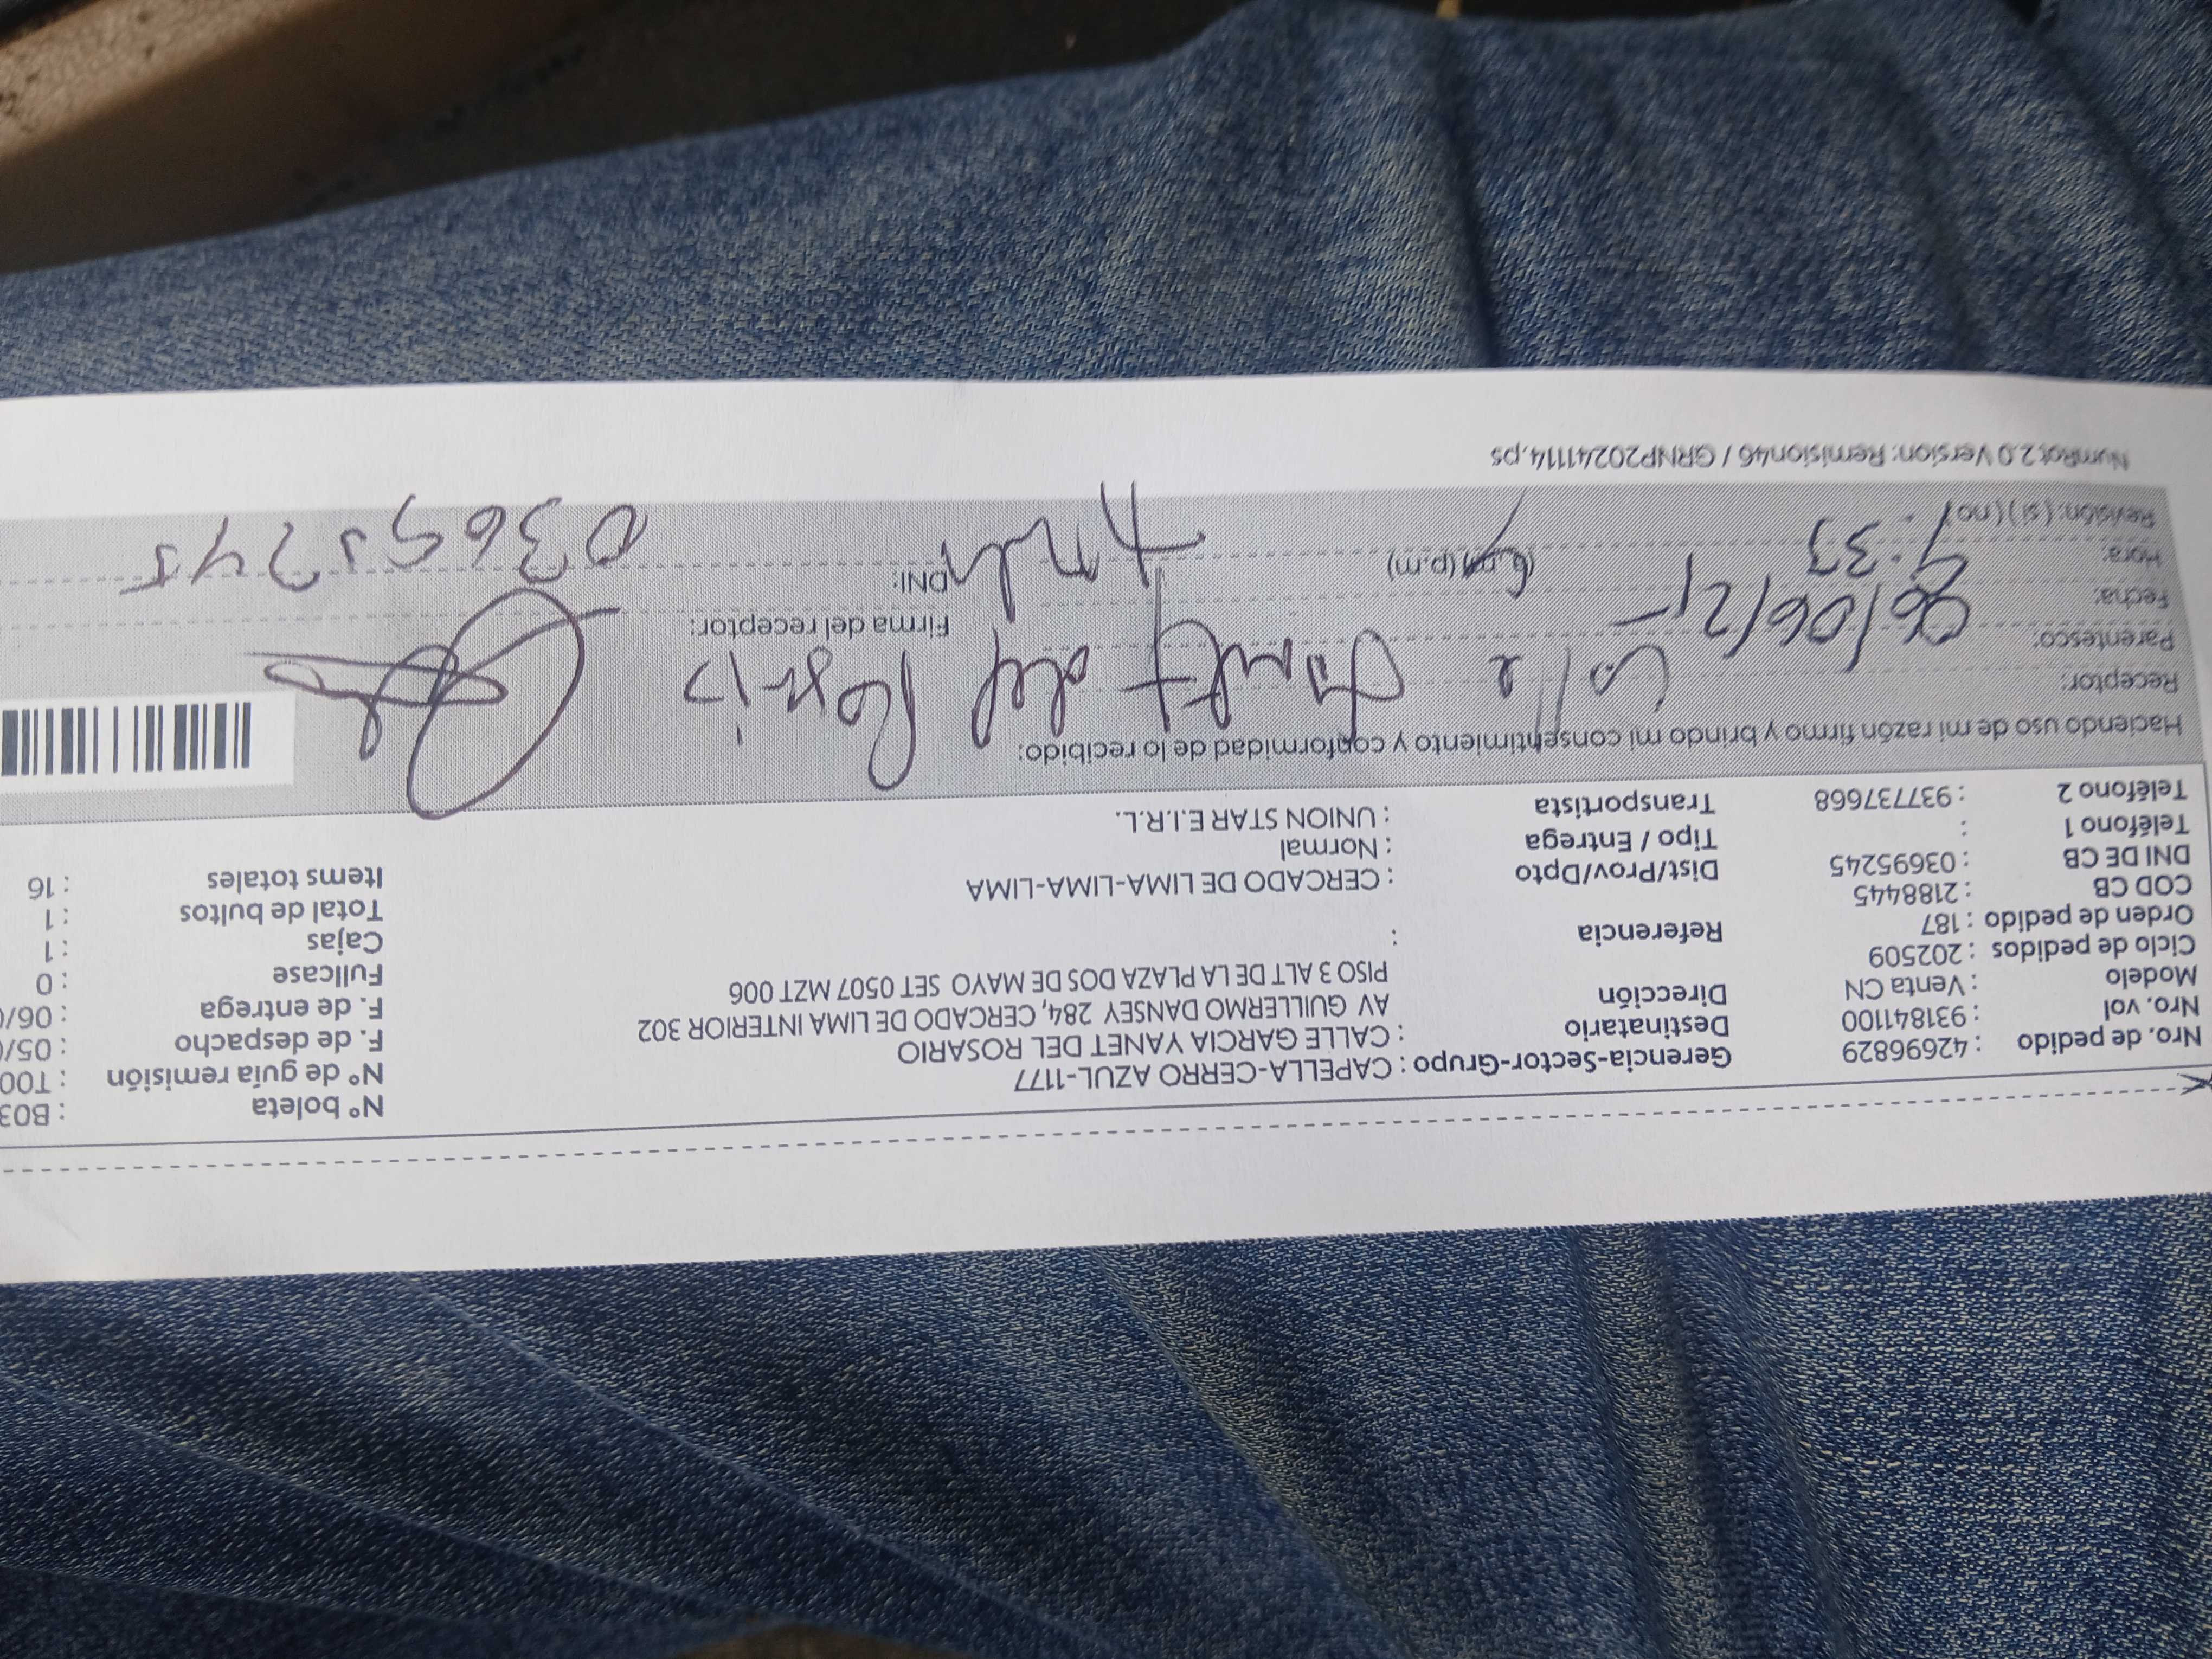 Nro. de pedido : 42696829 Gerencia-Sector-Grupo : CAPELLA-CERRO AZUL-1177 N° boleta : B03
Nro. vol : 931841100 Destinatario : CALLE GARCIA YANET DEL ROSARIO N° de guía remisión : T00
Modelo : Venta CN Dirección AV GUILLERMO DANSEY 284, CERCADO DE LIMA INTERIOR 302 F. de despacho : 05/
Ciclo de pedidos : 202509 PISO 3 ALT DE LA PLAZA DOS DE MAYO SET 0507 MZT 006 F. de entrega : 06/
Orden de pedido : 187 Referencia : Fullcase : 0
COD CB : 2188445 Cajas : 1
DNI DE CB : 03695245 Dist/Prov/Dpto : CERCADO DE LIMA-LIMA-LIMA Total de bultos : 1
Teléfono 1 : Tipo / Entrega : Normal Items totales : 16
Teléfono 2 : 937737668 Transportista : UNION STAR E.I.R.L.
Haciendo uso de mi razón firmo y brindo mi consentimiento y conformidad de lo recibido:
Receptor: Calle Yanet del
Parentesco: Firma del receptor:
Fecha: 06/06/25
Hora: 9:33 (p.m) DNI: 03695245
Revisión: (si) (no)
NumRot 2.0 Version: Remision46 / GRNP20241114.ps